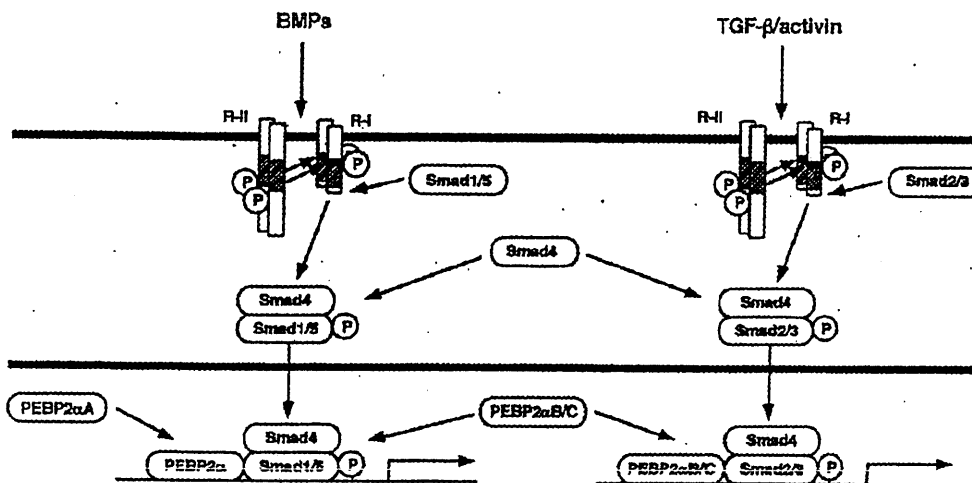 BMPs
TGF-β/activin
R-II
R-I
R-II
R-I
P
P
P
Smad1/5
P
P
P
Smad2/3
Smad4
Smad4
Smad1/5
P
Smad4
Smad2/3
P
PEBP2αA
PEBP2αB/C
Smad4
PEBP2α
Smad1/5
P
Smad4
PEBP2αB/C
Smad2/3
P